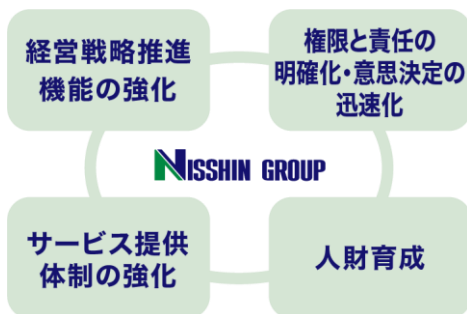 経営戦略推進
機能の強化
権限と責任の
明確化・意思決定の
迅速化
NISSHIN GROUP
サービス提供
体制の強化
人財育成